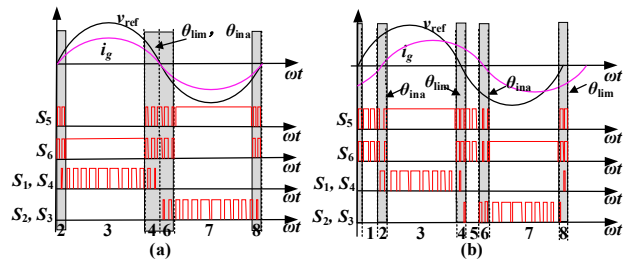 v_ref
i_g
θ_lim, θ_ina
ωt
S_5
ωt
S_6
ωt
S_1, S_4
ωt
S_2, S_3
ωt
2 3 4 6 7 8
(a)
v_ref
i_g
ωt
θ_ina
θ_lim
θ_ina
θ_lim
S_5
ωt
S_6
ωt
S_1, S_4
ωt
S_2, S_3
ωt
1 2 3 4 5 6 7 8
(b)